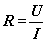 R = U/I